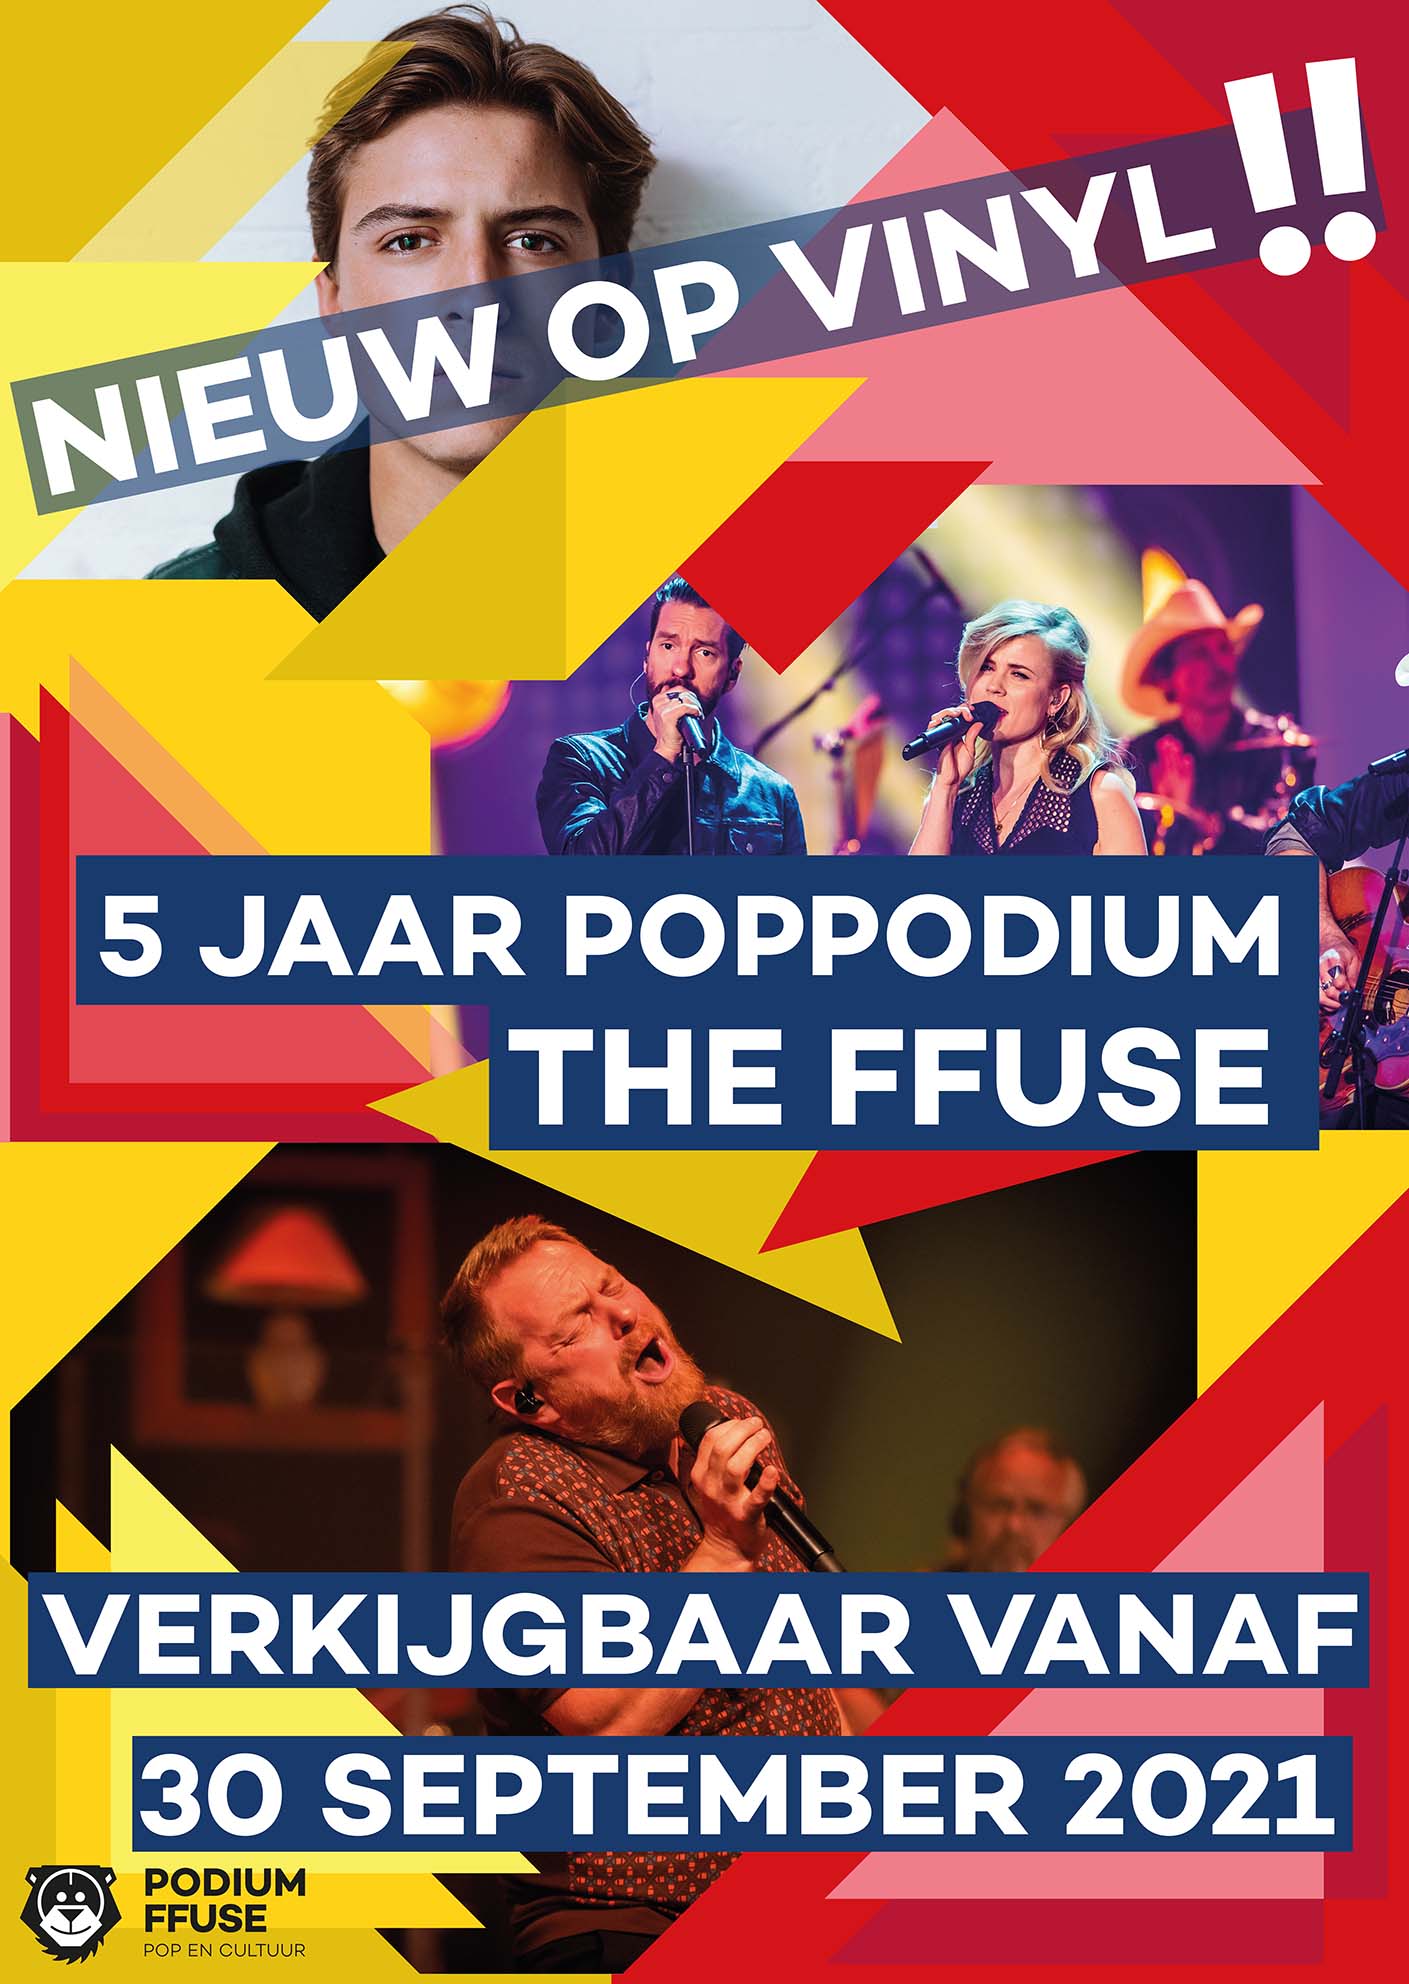 NIEUW OP VINYL!!
5 JAAR POPPODIUM
THE FFUSE
VERKIJGBAAR VANAF
30 SEPTEMBER 2021
PODIUM
FFUSE
POP EN CULTUUR